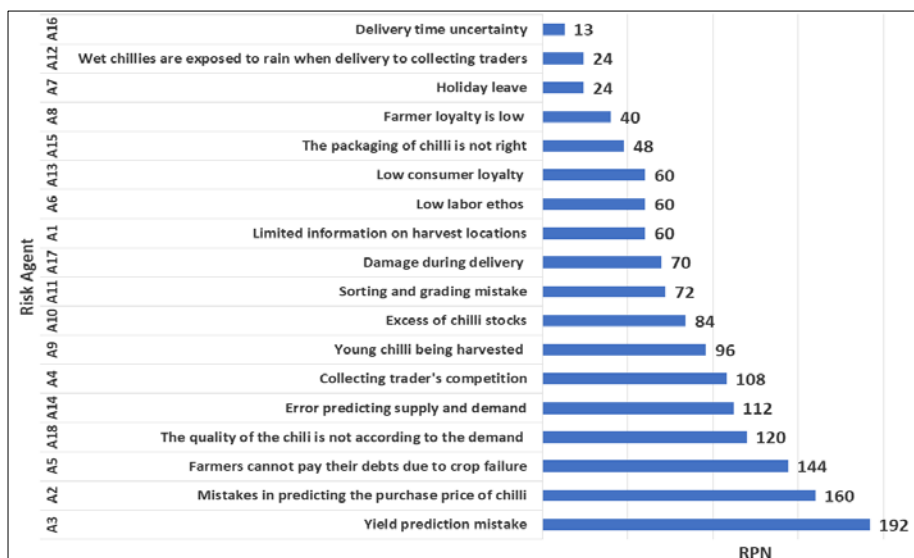 A16 Delivery time uncertainty 13
A12 Wet chillies are exposed to rain when delivery to collecting traders 24
A7 Holiday leave 24
A8 Farmer loyalty is low 40
A15 The packaging of chilli is not right 48
A13 Low consumer loyalty 60
A6 Low labor ethos 60
A1 Limited information on harvest locations 60
A17 Damage during delivery 70
A11 Sorting and grading mistake 72
A10 Excess of chilli stocks 84
A9 Young chilli being harvested 96
A4 Collecting trader's competition 108
A14 Error predicting supply and demand 112
A18 The quality of the chili is not according to the demand 120
A5 Farmers cannot pay their debts due to crop failure 144
A2 Mistakes in predicting the purchase price of chilli 160
A3 Yield prediction mistake 192
Risk Agent
RPN